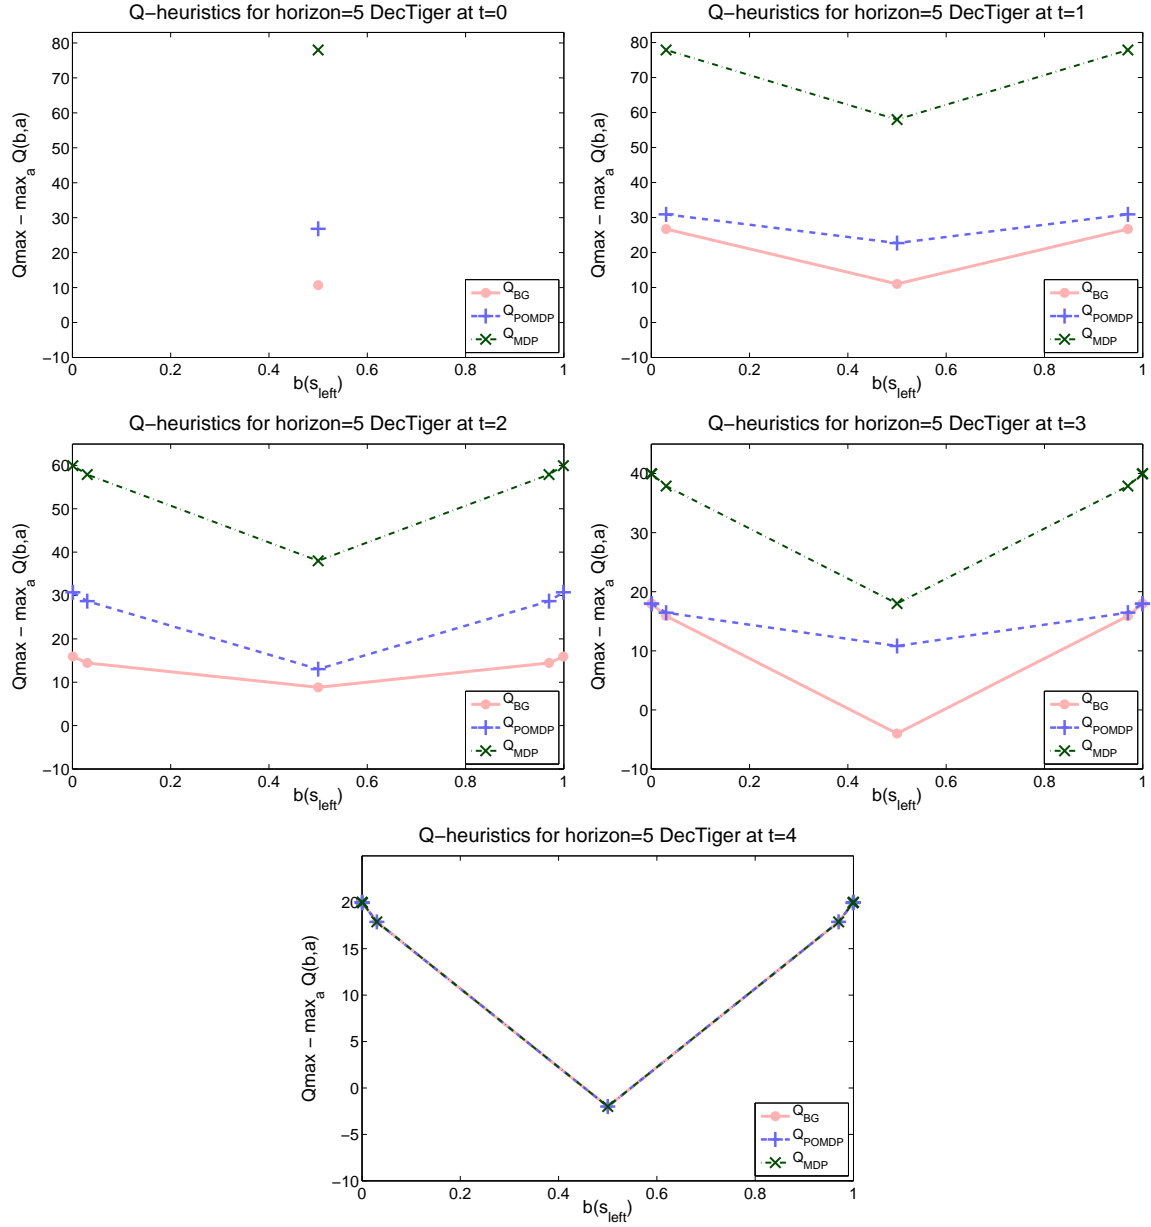 Q−heuristics for horizon=5 DecTiger at t=0
Qmax − max_a Q(b,a)
80
70
60
50
40
30
20
10
0
−10
0 0.2 0.4 0.6 0.8 1
b(s_left)
Q_BG
Q_POMDP
Q_MDP
Q−heuristics for horizon=5 DecTiger at t=1
Qmax − max_a Q(b,a)
80
70
60
50
40
30
20
10
0
−10
0 0.2 0.4 0.6 0.8 1
b(s_left)
Q_BG
Q_POMDP
Q_MDP
Q−heuristics for horizon=5 DecTiger at t=2
Qmax − max_a Q(b,a)
60
50
40
30
20
10
0
−10
0 0.2 0.4 0.6 0.8 1
b(s_left)
Q_BG
Q_POMDP
Q_MDP
Q−heuristics for horizon=5 DecTiger at t=3
Qmax − max_a Q(b,a)
40
30
20
10
0
−10
0 0.2 0.4 0.6 0.8 1
b(s_left)
Q_BG
Q_POMDP
Q_MDP
Q−heuristics for horizon=5 DecTiger at t=4
Qmax − max_a Q(b,a)
20
15
10
5
0
−5
−10
0 0.2 0.4 0.6 0.8 1
b(s_left)
Q_BG
Q_POMDP
Q_MDP